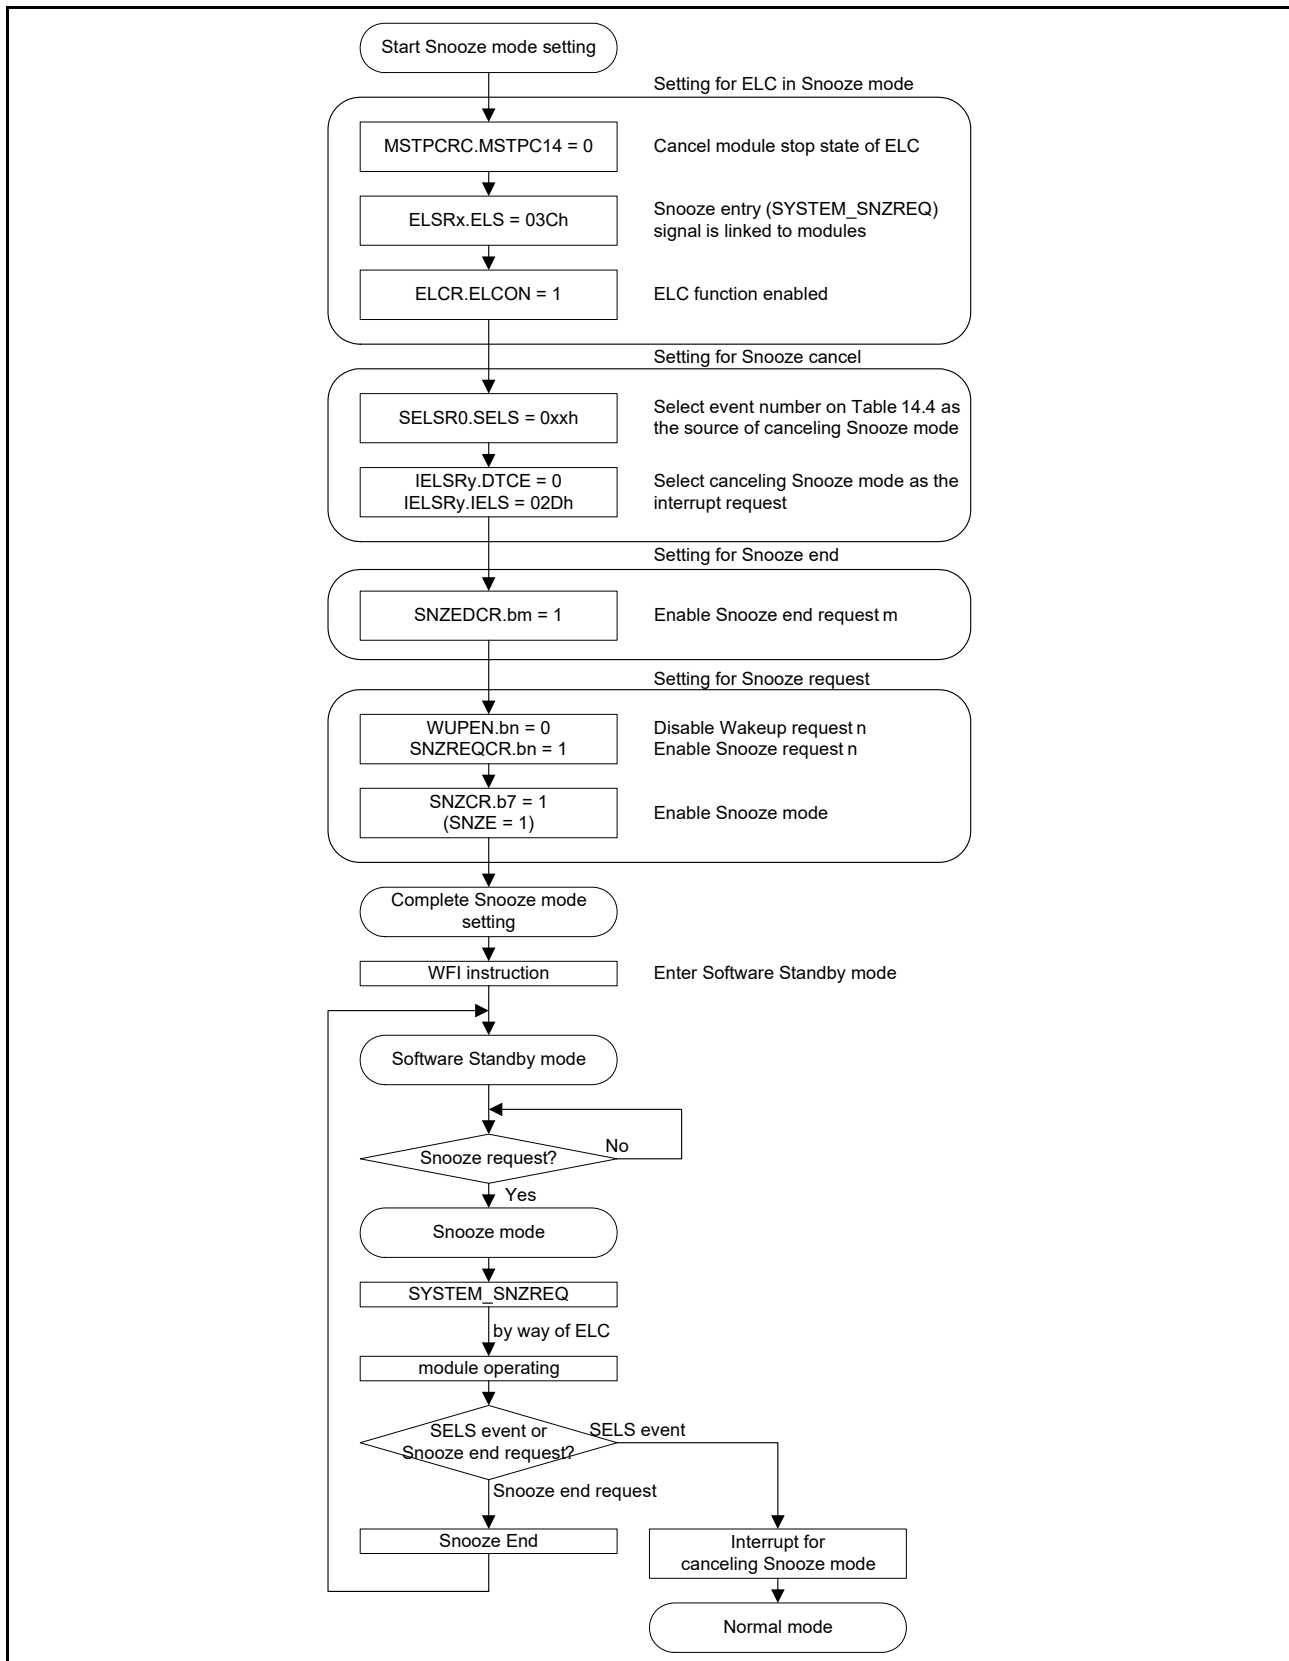 Start Snooze mode setting
Setting for ELC in Snooze mode
MSTPCRC.MSTPC14 = 0
Cancel module stop state of ELC
ELSRx.ELS = 03Ch
Snooze entry (SYSTEM_SNZREQ)
signal is linked to modules
ELCR.ELCON = 1
ELC function enabled
Setting for Snooze cancel
SELSR0.SELS = 0xxh
Select event number on Table 14.4 as
the source of canceling Snooze mode
IELSRy.DTCE = 0
IELSRy.IELS = 02Dh
Select canceling Snooze mode as the
interrupt request
Setting for Snooze end
SNZEDCR.bm = 1
Enable Snooze end request m
Setting for Snooze request
WUPEN.bn = 0
SNZREQCR.bn = 1
Disable Wakeup request n
Enable Snooze request n
SNZCR.b7 = 1
(SNZE = 1)
Enable Snooze mode
Complete Snooze mode
setting
WFI instruction
Enter Software Standby mode
Software Standby mode
Snooze request?
No
Yes
Snooze mode
SYSTEM_SNZREQ
by way of ELC
module operating
SELS event or
Snooze end request?
SELS event
Snooze end request
Snooze End
Interrupt for
canceling Snooze mode
Normal mode